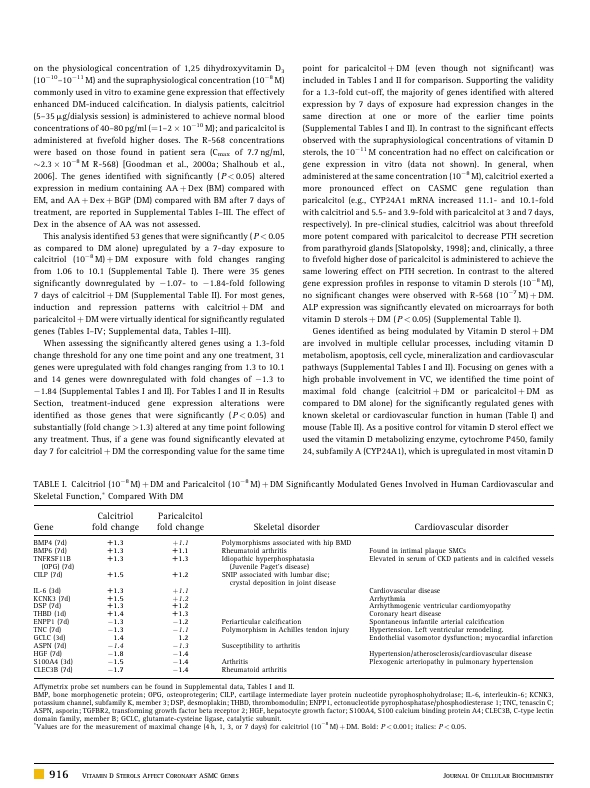 on the physiological concentration of 1,25 dihydroxyvitamin D3
(10−10–10−11 M) and the supraphysiological concentration (10−8 M)
commonly used in vitro to examine gene expression that effectively
enhanced DM-induced calcification. In dialysis patients, calcitriol
(5–35 µg/dialysis session) is administered to achieve normal blood
concentrations of 40–80 pg/ml (=1–2 × 10−10 M); and paricalcitol is
administered at fivefold higher doses. The R-568 concentrations
were based on those found in patient sera (Cmax of 7.7 ng/ml,
~2.3 × 10−8 M R-568) [Goodman et al., 2000a; Shalhoub et al.,
2006]. The genes identified with significantly (P < 0.05) altered
expression in medium containing AA + Dex (BM) compared with
EM, and AA + Dex + BGP (DM) compared with BM after 7 days of
treatment, are reported in Supplemental Tables I–III. The effect of
Dex in the absence of AA was not assessed.
This analysis identified 53 genes that were significantly (P < 0.05
as compared to DM alone) upregulated by a 7-day exposure to
calcitriol (10−8 M) + DM exposure with fold changes ranging
from 1.06 to 10.1 (Supplemental Table I). There were 35 genes
significantly downregulated by −1.07- to −1.84-fold following
7 days of calcitriol + DM (Supplemental Table II). For most genes,
induction and repression patterns with calcitriol + DM and
paricalcitol + DM were virtually identical for significantly regulated
genes (Tables I–IV; Supplemental data, Tables I–III).
When assessing the significantly altered genes using a 1.3-fold
change threshold for any one time point and any one treatment, 31
genes were upregulated with fold changes ranging from 1.3 to 10.1
and 14 genes were downregulated with fold changes of −1.3 to
−1.84 (Supplemental Tables I and II). For Tables I and II in Results
Section, treatment-induced gene expression alterations were
identified as those genes that were significantly (P < 0.05) and
substantially (fold change >1.3) altered at any time point following
any treatment. Thus, if a gene was found significantly elevated at
day 7 for calcitriol + DM the corresponding value for the same time
point for paricalcitol + DM (even though not significant) was
included in Tables I and II for comparison. Supporting the validity
for a 1.3-fold cut-off, the majority of genes identified with altered
expression by 7 days of exposure had expression changes in the
same direction at one or more of the earlier time points
(Supplemental Tables I and II). In contrast to the significant effects
observed with the supraphysiological concentrations of vitamin D
sterols, the 10−11 M concentration had no effect on calcification or
gene expression in vitro (data not shown). In general, when
administered at the same concentration (10−8 M), calcitriol exerted a
more pronounced effect on CASMC gene regulation than
paricalcitol (e.g., CYP24A1 mRNA increased 11.1- and 10.1-fold
with calcitriol and 5.5- and 3.9-fold with paricalcitol at 3 and 7 days,
respectively). In pre-clinical studies, calcitriol was about threefold
more potent compared with paricalcitol to decrease PTH secretion
from parathyroid glands [Slatopolsky, 1998]; and, clinically, a three
to fivefold higher dose of paricalcitol is administered to achieve the
same lowering effect on PTH secretion. In contrast to the altered
gene expression profiles in response to vitamin D sterols (10−8 M),
no significant changes were observed with R-568 (10−7 M) + DM.
ALP expression was significantly elevated on microarrays for both
vitamin D sterols + DM (P < 0.05) (Supplemental Table I).
Genes identified as being modulated by Vitamin D sterol + DM
are involved in multiple cellular processes, including vitamin D
metabolism, apoptosis, cell cycle, mineralization and cardiovascular
pathways (Supplemental Tables I and II). Focusing on genes with a
high probable involvement in VC, we identified the time point of
maximal fold change (calcitriol + DM or paricalcitol + DM as
compared to DM alone) for the significantly regulated genes with
known skeletal or cardiovascular function in human (Table I) and
mouse (Table II). As a positive control for vitamin D sterol effect we
used the vitamin D metabolizing enzyme, cytochrome P450, family
24, subfamily A (CYP24A1), which is upregulated in most vitamin D
TABLE I. Calcitriol (10−8 M) + DM and Paricalcitol (10−8 M) + DM Significantly Modulated Genes Involved in Human Cardiovascular and
Skeletal Function,* Compared With DM
Gene Calcitriol fold change Paricalcitol fold change Skeletal disorder Cardiovascular disorder
BMP4 (7d) +1.3 +1.1 Polymorphisms associated with hip BMD
BMP6 (7d) +1.3 +1.1 Rheumatoid arthritis Found in intimal plaque SMCs
TNFRSF11B +1.3 +1.3 Idiopathic hyperphosphatasia Elevated in serum of CKD patients and in calcified vessels
(OPG) (7d) (Juvenile Paget's disease)
CILP (7d) +1.5 +1.2 SNIP associated with lumbar disc;
crystal deposition in joint disease
IL-6 (3d) +1.3 +1.1 Cardiovascular disease
KCNK3 (7d) +1.5 +1.2 Arrhythmia
DSP (7d) +1.3 +1.2 Arrhythmogenic ventricular cardiomyopathy
THBD (1d) +1.4 +1.3 Coronary heart disease
ENPP1 (7d) −1.3 −1.2 Periarticular calcification Spontaneous infantile arterial calcification
TNC (7d) −1.3 −1.1 Polymorphism in Achilles tendon injury Hypertension. Left ventricular remodeling.
GCLC (3d) 1.4 1.2 Endothelial vasomotor dysfunction; myocardial infarction
ASPN (7d) −1.4 −1.3 Susceptibility to arthritis
HGF (7d) −1.8 −1.4 Hypertension/atherosclerosis/cardiovascular disease
S100A4 (3d) −1.5 −1.4 Arthritis Plexogenic arteriopathy in pulmonary hypertension
CLEC3B (7d) −1.7 −1.4 Rheumatoid arthritis
Affymetrix probe set numbers can be found in Supplemental data, Tables I and II.
BMP, bone morphogenetic protein; OPG, osteoprotegerin; CILP, cartilage intermediate layer protein nucleotide pyrophosphohydrolase; IL-6, interleukin-6; KCNK3,
potassium channel, subfamily K, member 3; DSP, desmoplakin; THBD, thrombomodulin; ENPP1, ectonucleotide pyrophosphatase/phosphodiesterase 1; TNC, tenascin C;
ASPN, asporin; TGFBR2, transforming growth factor beta receptor 2; HGF, hepatocyte growth factor; S100A4, S100 calcium binding protein A4; CLEC3B, C-type lectin
domain family, member B; GCLC, glutamate-cysteine ligase, catalytic subunit.
*Values are for the measurement of maximal change (4 h, 1, 3, or 7 days) for calcitriol (10−8 M) + DM. Bold: P < 0.001; italics: P < 0.05.
916 VITAMIN D STEROLS AFFECT CORONARY ASMC GENES JOURNAL OF CELLULAR BIOCHEMISTRY